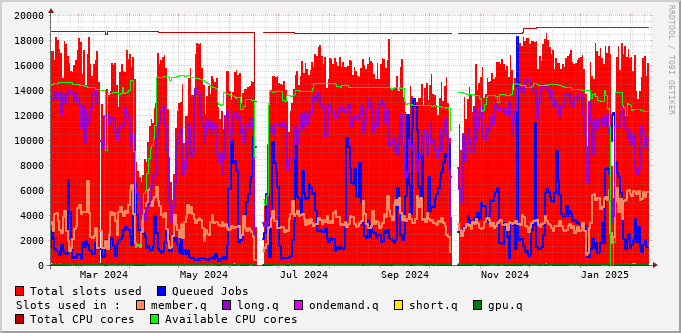 20000
18000
16000
14000
12000
10000
8000
6000
4000
2000
0
Mar 2024 May 2024 Jul 2024 Sep 2024 Nov 2024 Jan 2025
RRDTOOL / TOBI OETIKER
Total slots used Queued Jobs
Slots used in : member.q long.q ondemand.q short.q gpu.q
Total CPU cores Available CPU cores